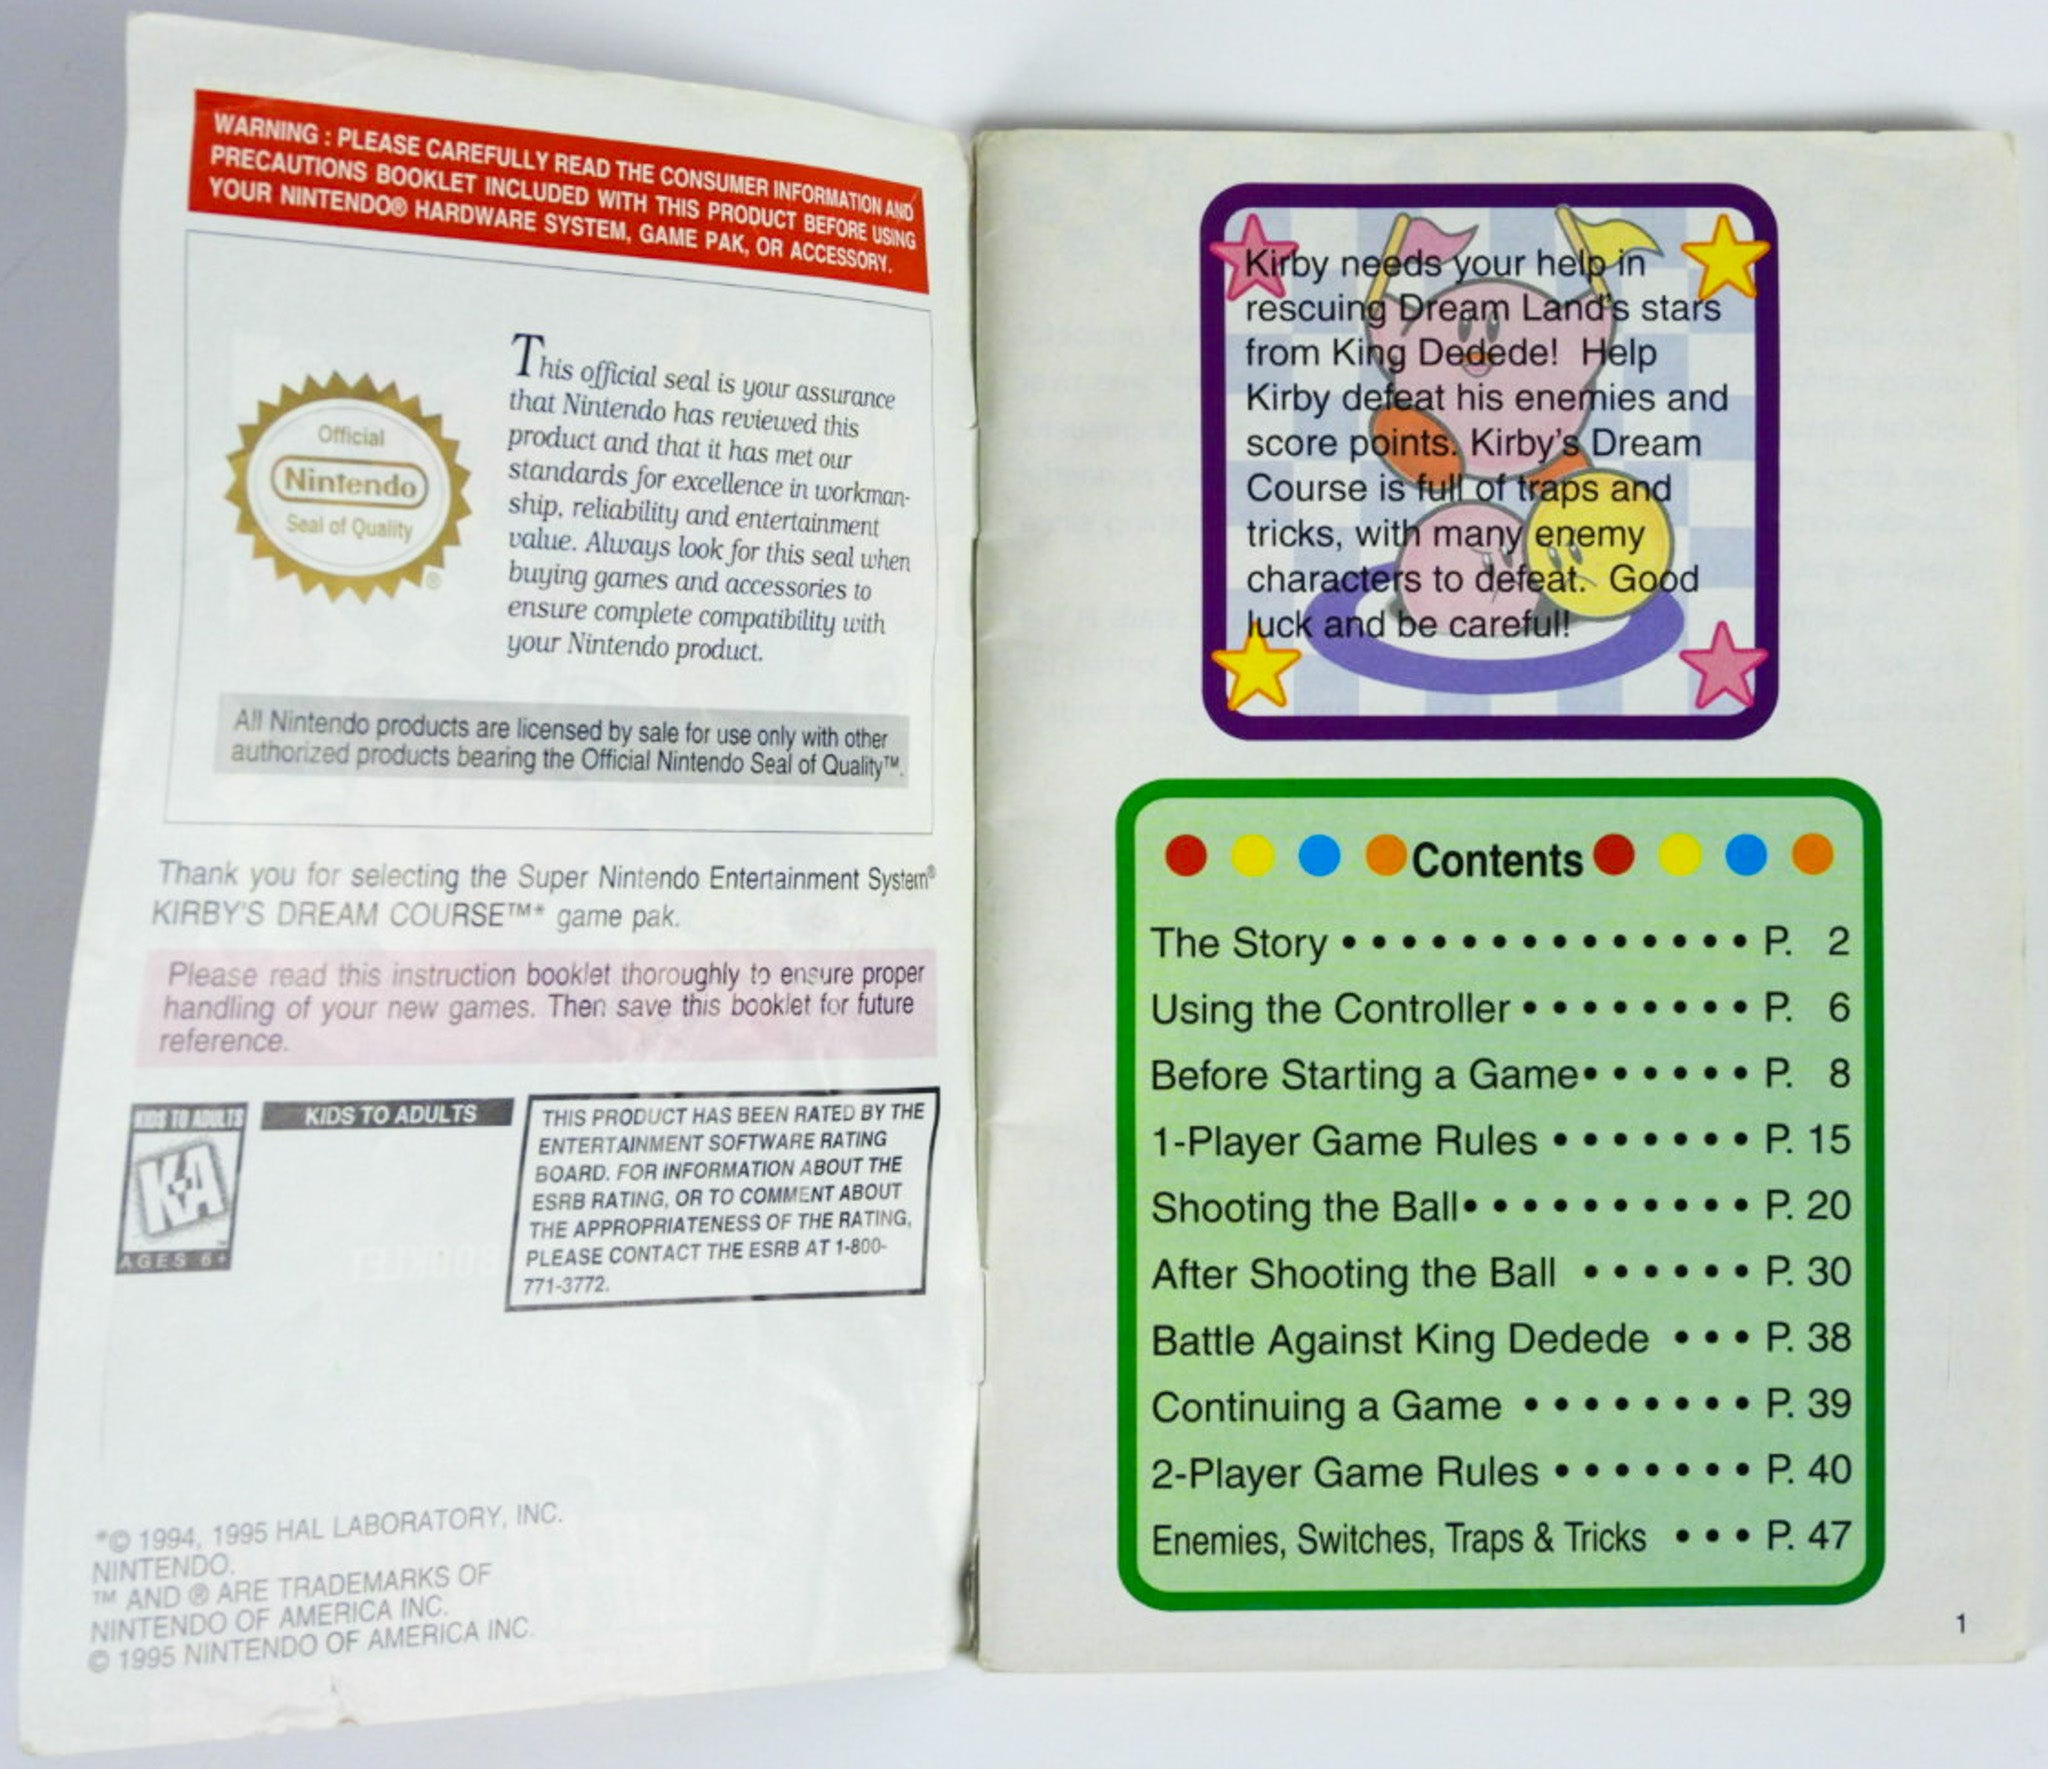 WARNING : PLEASE CAREFULLY READ THE CONSUMER INFORMATION AND
PRECAUTIONS BOOKLET INCLUDED WITH THIS PRODUCT BEFORE USING
YOUR NINTENDO® HARDWARE SYSTEM, GAME PAK, OR ACCESSORY.
Official
Nintendo
Seal of Quality
®
This official seal is your assurance
that Nintendo has reviewed this
product and that it has met our
standards for excellence in workman-
ship, reliability and entertainment
value. Always look for this seal when
buying games and accessories to
ensure complete compatibility with
your Nintendo product.
All Nintendo products are licensed by sale for use only with other
authorized products bearing the Official Nintendo Seal of Quality™.
Thank you for selecting the Super Nintendo Entertainment System®
KIRBY'S DREAM COURSE™* game pak.
Please read this instruction booklet thoroughly to ensure proper
handling of your new games. Then save this booklet for future
reference.
KIDS TO ADULTS
K-A
AGES 6+
KIDS TO ADULTS
THIS PRODUCT HAS BEEN RATED BY THE
ENTERTAINMENT SOFTWARE RATING
BOARD. FOR INFORMATION ABOUT THE
ESRB RATING, OR TO COMMENT ABOUT
THE APPROPRIATENESS OF THE RATING,
PLEASE CONTACT THE ESRB AT 1-800-
771-3772.
*© 1994, 1995 HAL LABORATORY, INC.
NINTENDO.
™ AND ® ARE TRADEMARKS OF
NINTENDO OF AMERICA INC.
© 1995 NINTENDO OF AMERICA INC.
Kirby needs your help in
rescuing Dream Land's stars
from King Dedede! Help
Kirby defeat his enemies and
score points. Kirby's Dream
Course is full of traps and
tricks, with many enemy
characters to defeat. Good
luck and be careful!
Contents
The Story • • • • • • • • • • • • • • P. 2
Using the Controller • • • • • • • • P. 6
Before Starting a Game • • • • • • P. 8
1-Player Game Rules • • • • • • • P. 15
Shooting the Ball • • • • • • • • • • P. 20
After Shooting the Ball • • • • • • P. 30
Battle Against King Dedede • • • P. 38
Continuing a Game • • • • • • • • P. 39
2-Player Game Rules • • • • • • • P. 40
Enemies, Switches, Traps & Tricks • • • P. 47
1